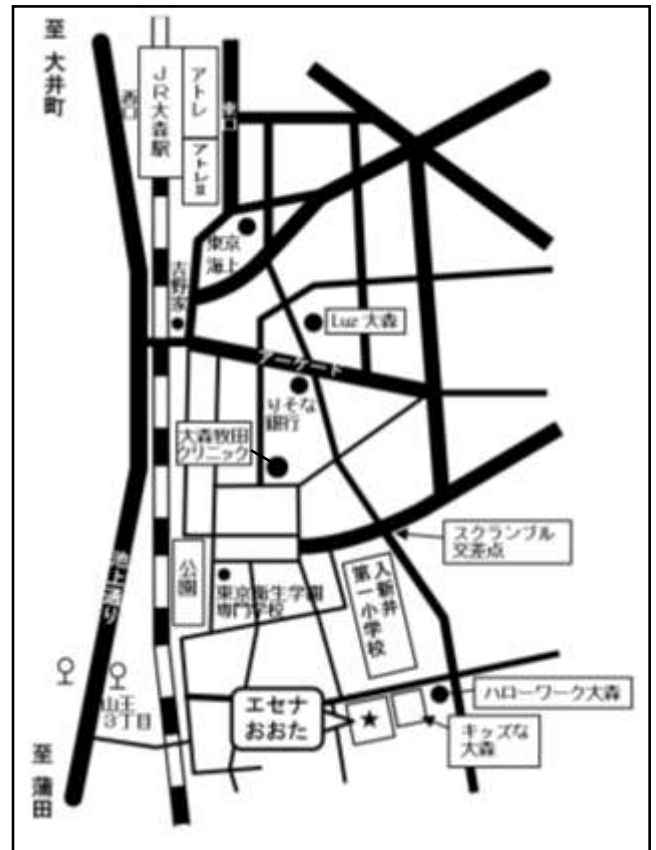 至 大井町
西口
JR大森駅
アトレ
アトレⅡ
東口
東京
海上
吉野家
Luz 大森
アーケード
りそな
銀行
大森牧田
クリニック
スクランブル
交差点
池上通り
公園
東京衛生学園
専門学校
入新井
第一小学校
山王
3丁目
エセナ
おおた
★
ハローワーク大森
キッズな
大森
至 蒲田